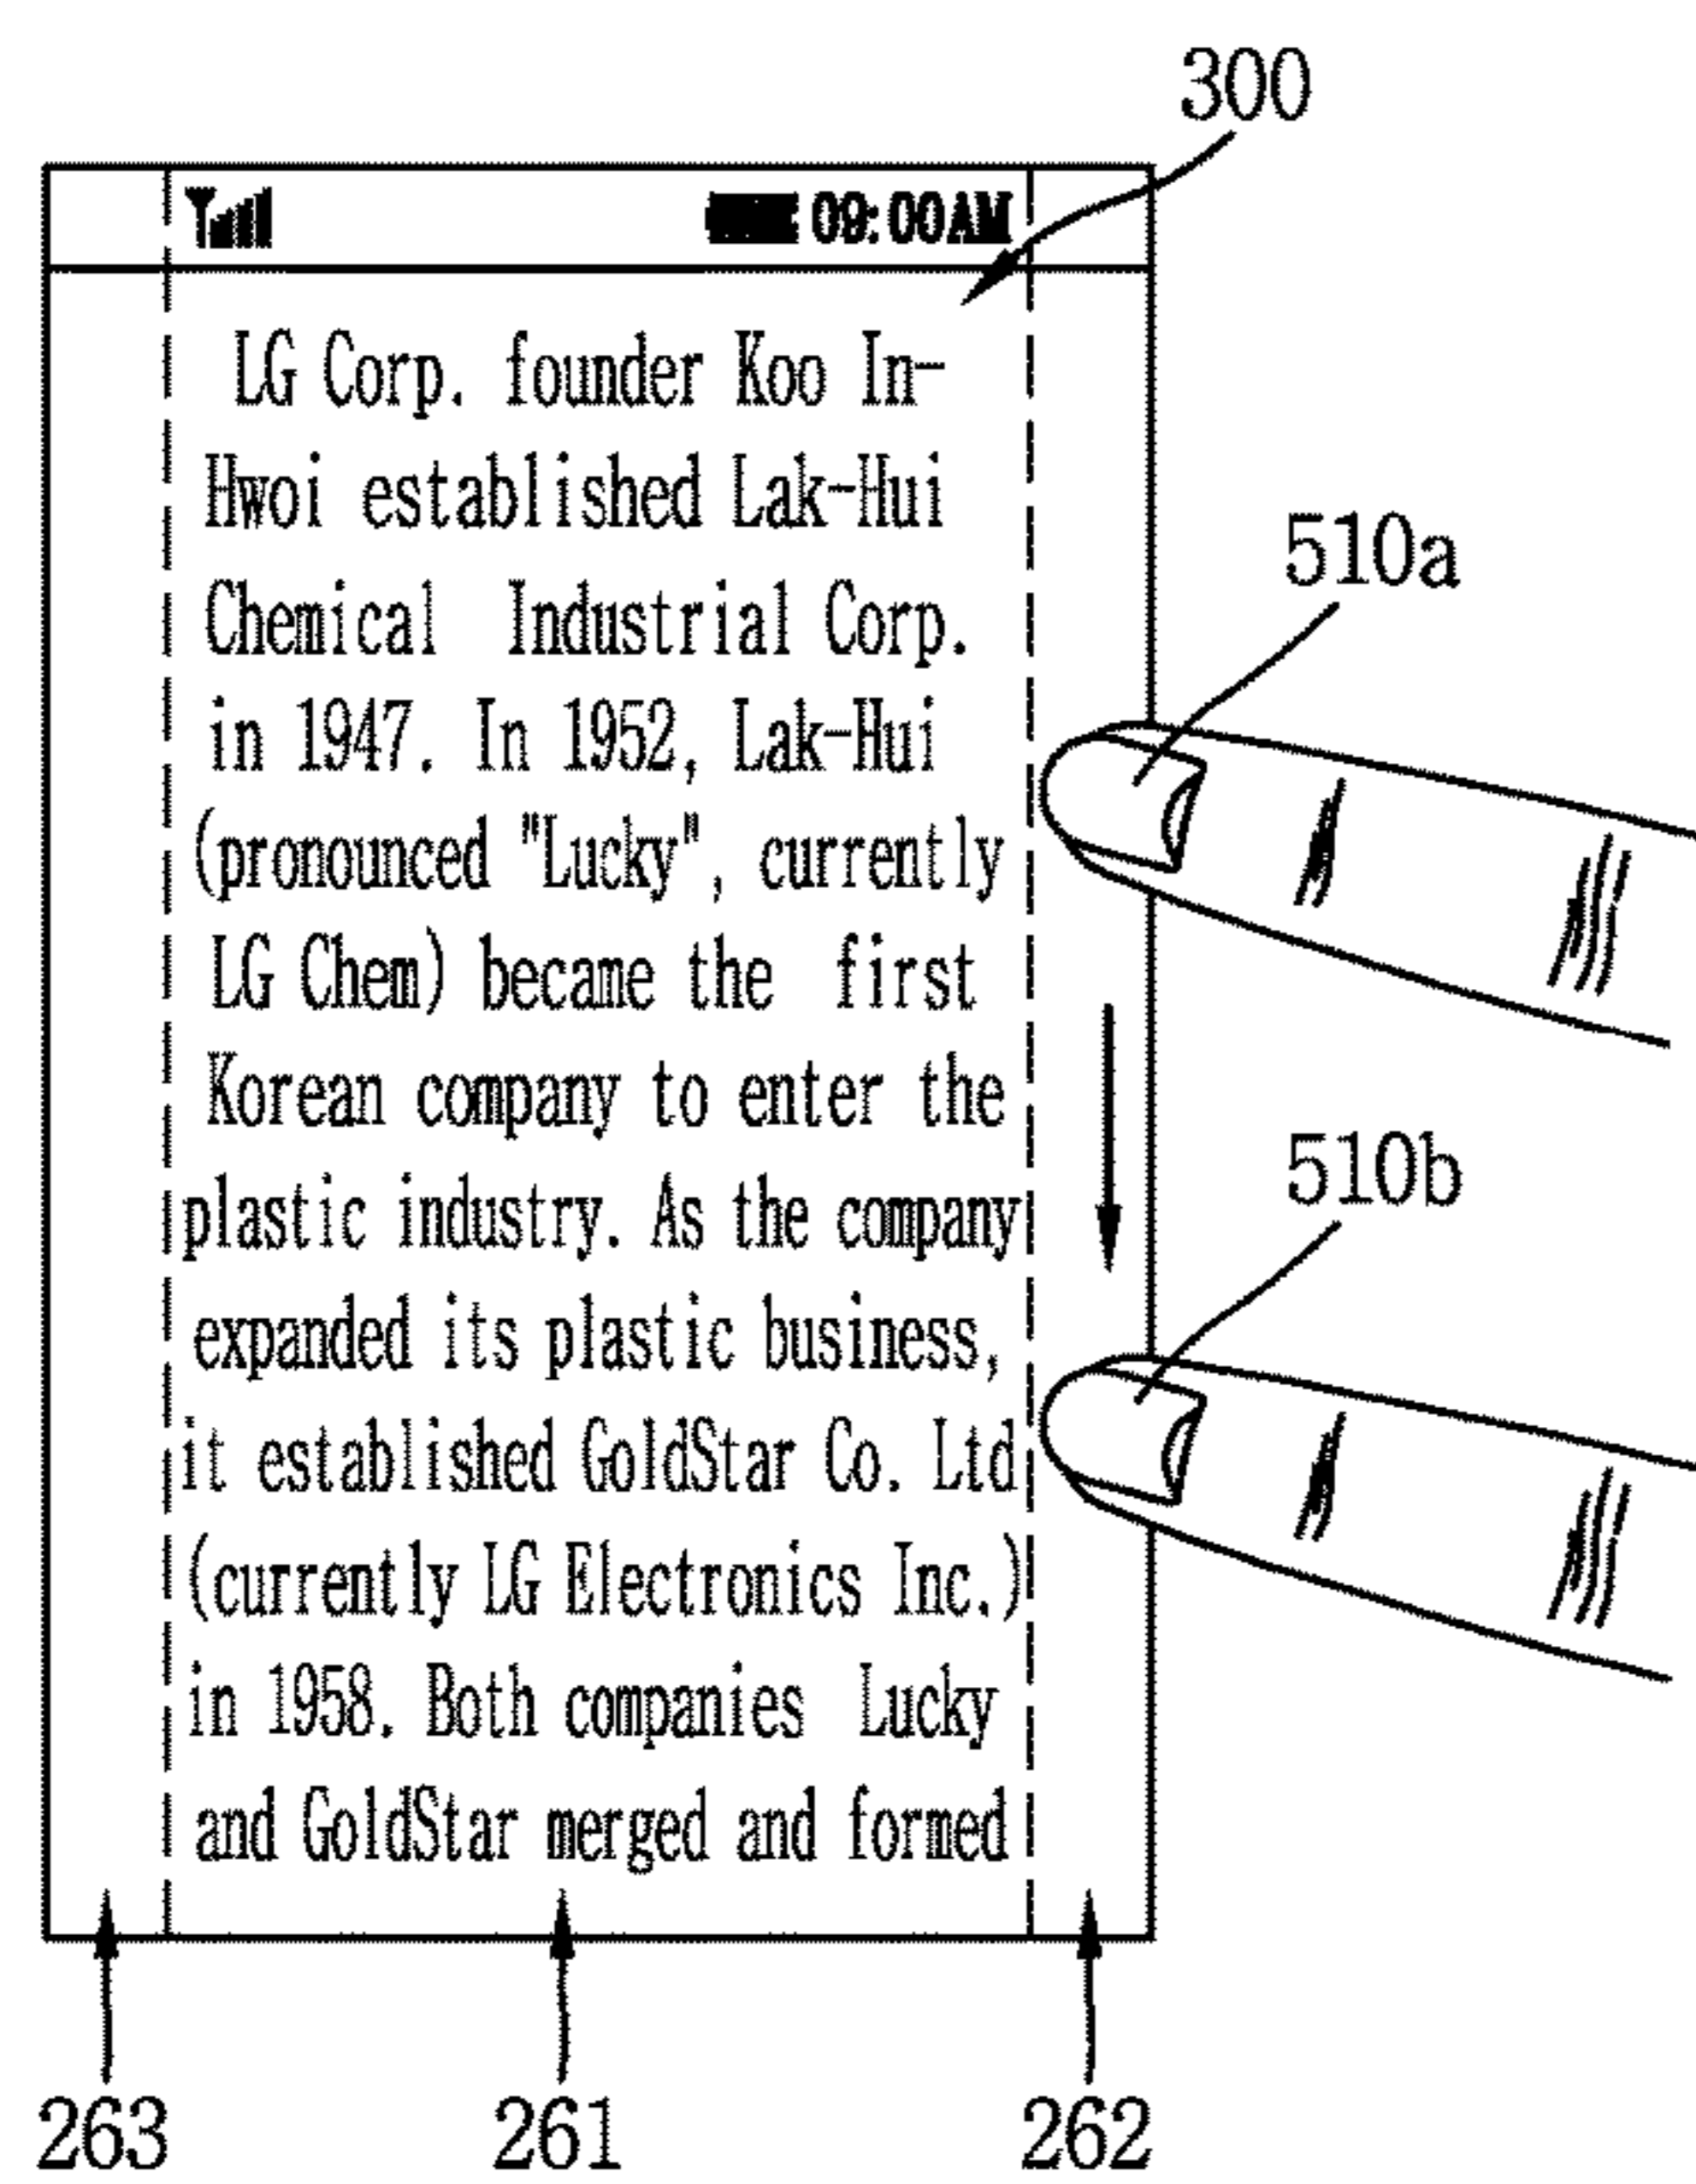 300
09:00AM
LG Corp. founder Koo In-
Hwoi established Lak-Hui
Chemical Industrial Corp.
in 1947. In 1952, Lak-Hui
(pronounced "Lucky", currently
LG Chem) became the first
Korean company to enter the
plastic industry. As the company
expanded its plastic business,
it established GoldStar Co. Ltd
(currently LG Electronics Inc.)
in 1958. Both companies Lucky
and GoldStar merged and formed
510a
510b
263 261 262